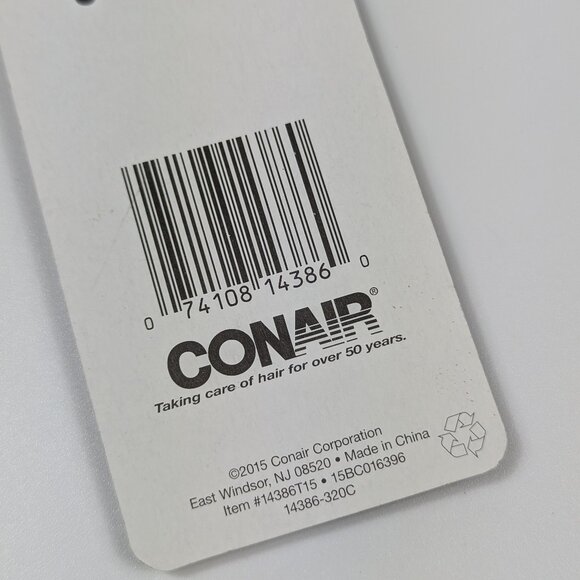 0 74108 14386 0
CONAIR®
Taking care of hair for over 50 years.
©2015 Conair Corporation
East Windsor, NJ 08520 • Made in China
Item #14386T15 • 15BC016396
14386-320C